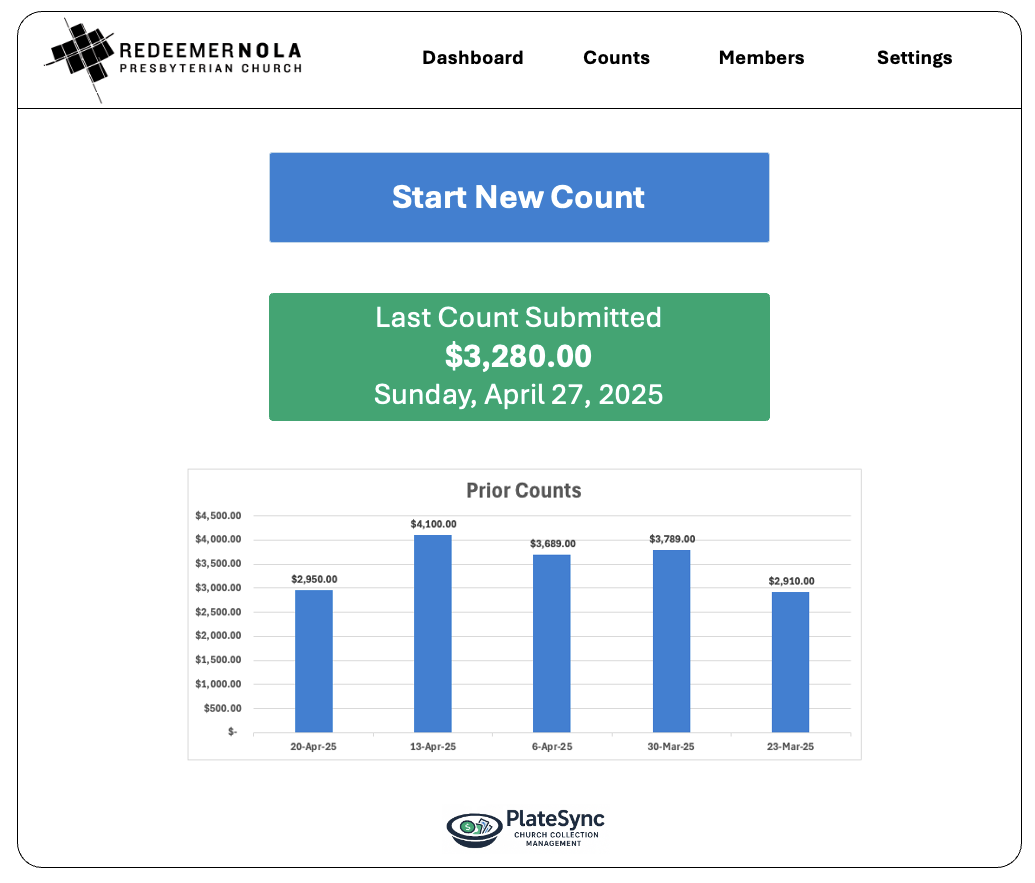 REDEEMERNOLA
PRESBYTERIAN CHURCH
Dashboard Counts Members Settings
Start New Count
Last Count Submitted
$3,280.00
Sunday, April 27, 2025
Prior Counts
$4,500.00
$4,000.00
$3,500.00
$3,000.00
$2,500.00
$2,000.00
$1,500.00
$1,000.00
$500.00
$-
$2,950.00
$4,100.00
$3,689.00
$3,789.00
$2,910.00
20-Apr-25 13-Apr-25 6-Apr-25 30-Mar-25 23-Mar-25
$
PlateSync
CHURCH COLLECTION
MANAGEMENT